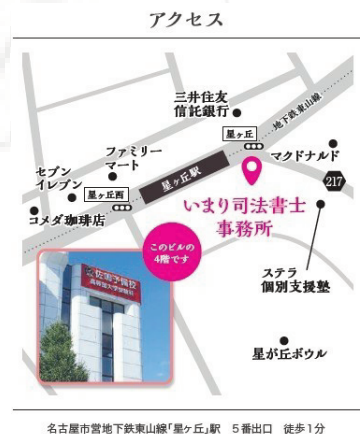 アクセス
三井住友
信託銀行
地下鉄東山線
星ヶ丘
ファミリー
マート
マクドナルド
セブン
イレブン
星ヶ丘駅
217
星ヶ丘西
いまり司法書士
事務所
コメダ珈琲店
このビルの
4階です
ステラ
個別支援塾
佐鳴予備校
星が丘ボウル
名古屋市営地下鉄東山線「星ヶ丘」駅 5番出口 徒歩1分